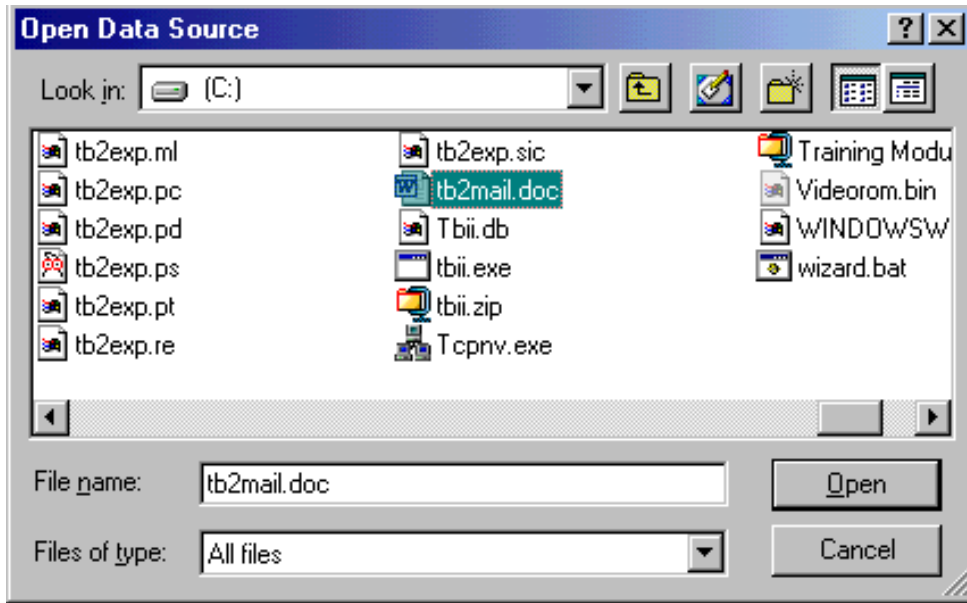 Open Data Source
Look in: (C:)
tb2exp.ml
tb2exp.pc
tb2exp.pd
tb2exp.ps
tb2exp.pt
tb2exp.re
tb2exp.sic
tb2mail.doc
Tbii.db
tbii.exe
tbii.zip
Tcpnv.exe
Training Modu
Videorom.bin
WINDOWSW
wizard.bat
File name: tb2mail.doc
Open
Files of type: All files
Cancel